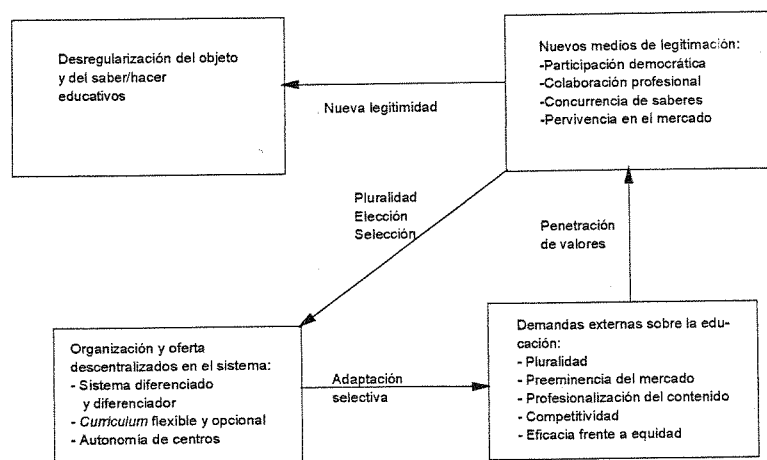 Desregularización del objeto
y del saber/hacer
educativos
Nuevos medios de legitimación:
-Participación democrática
-Colaboración profesional
-Concurrencia de saberes
-Pervivencia en el mercado
Nueva legitimidad
Pluralidad
Elección
Selección
Penetración
de valores
Organización y oferta
descentralizados en el sistema:
- Sistema diferenciado
y diferenciador
- Curriculum flexible y opcional
- Autonomía de centros
Adaptación
selectiva
Demandas externas sobre la edu-
cación:
- Pluralidad
- Preeminencia del mercado
- Profesionalización del contenido
- Competitividad
- Eficacia frente a equidad